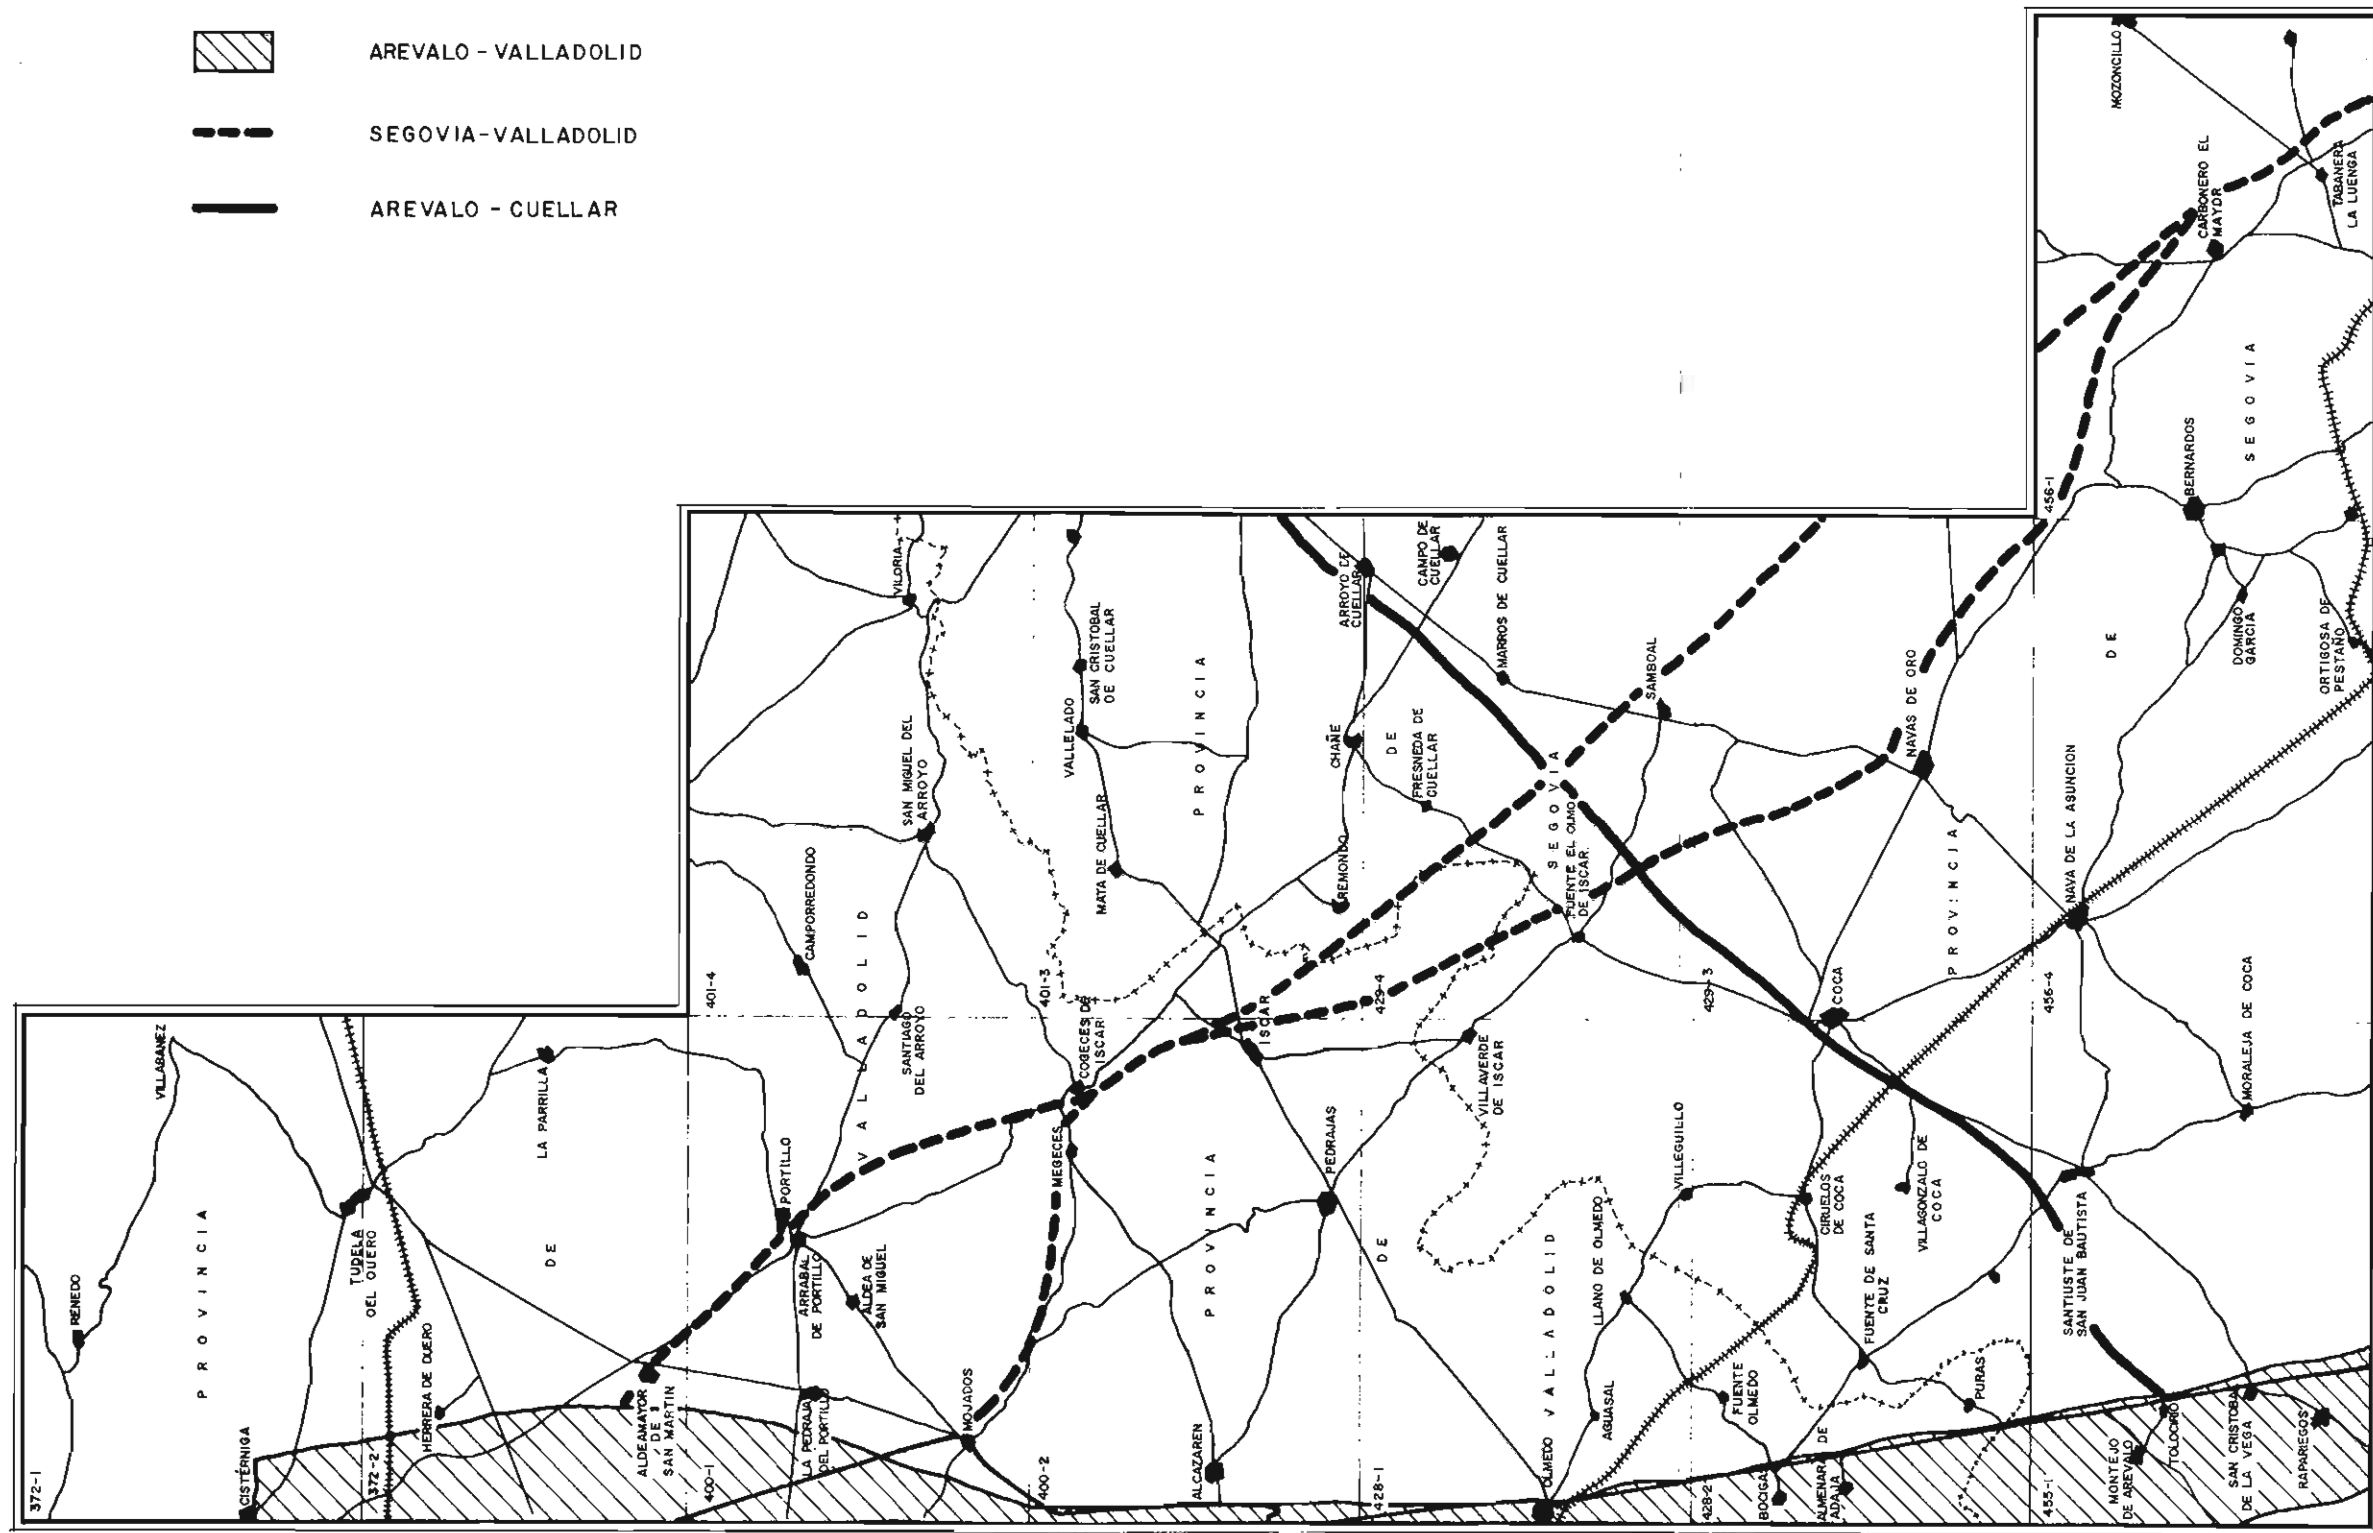 AREVALO - VALLADOLID
SEGOVIA-VALLADOLID
AREVALO - CUELLAR
372-1
RENEDO
VILLABAÑEZ
PROVINCIA
CISTERNIGA
TUDELA
DEL DUERO
372-2
HERRERA DE DUERO
LA PARRILLA
DE
ALDEAMAYOR
DE
SAN MARTIN
400-1
401-4
PORTILLO
ARRABAL
DE PORTILLO
LA PEDRAJA
DEL PORTILLO
ALDEA DE
SAN MIGUEL
CAMPORREDONDO
VALLADOLID
SANTIAGO
DEL ARROYO
SAN MIGUEL DEL
ARROYO
VILORIA
MOJADOS
400-2
401-3
MEGECES
COGECES DE
ISCAR
VALLELADO
SAN CRISTOBAL
DE CUELLAR
MATA DE CUELLAR
PROVINCIA
PROVINCIA
ALCAZAREN
ISCAR
PEDRAJAS
REMONDO
CHAÑE
ARROYO DE
CUELLAR
428-1
429-4
DE
DE
CAMPO DE
CUELLAR
FRESNEDA DE
CUELLAR
MARROS DE CUELLAR
VILLAVERDE
DE ISCAR
OLMEDO
VALLADOLID
SEGOVIA
FUENTE EL OLMO
DE ISCAR
AGUASAL
LLANO DE OLMEDO
VILLEGUILLO
SAMBOAL
428-2
429-3
FUENTE
OLMEDO
BOCIGAS
ALMENARA DE
ADAJA
CIRUELOS
DE COCA
COCA
FUENTE DE SANTA
CRUZ
VILLAGONZALO DE
COCA
NAVAS DE ORO
PROVINCIA
PURAS
455-1
456-4
456-1
SANTIUSTE DE
SAN JUAN BAUTISTA
NAVA DE LA ASUNCION
MONTEJO
DE AREVALO
TOLOCIRIO
DE
MORALEJA DE COCA
SAN CRISTOBAL
DE LA VEGA
RAPARIEGOS
BERNARDOS
DOMINGO
GARCIA
SEGOVIA
ORTIGOSA DE
PESTAÑO
MOZONCILLO
CARBONERO EL
MAYOR
TABANERA
LA LUENGA